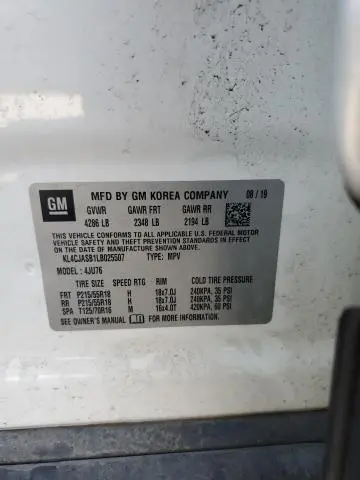 GM
MFD BY GM KOREA COMPANY 08 / 19
GVWR GAWR FRT GAWR RR
4286 LB 2348 LB 2194 LB
THIS VEHICLE CONFORMS TO ALL APPLICABLE U.S. FEDERAL MOTOR
VEHICLE SAFETY, BUMPER, AND THEFT PREVENTION STANDARDS IN
EFFECT ON THE DATE OF MANUFACTURE SHOWN ABOVE.
KL4CJASB1LB025507 TYPE: MPV
MODEL : 4JU76
TIRE SIZE SPEED RTG RIM COLD TIRE PRESSURE
FRT P215/55R18 H 18x7.0J 240KPA, 35 PSI
RR P215/55R18 H 18x7.0J 240KPA, 35 PSI
SPA T125/70R16 M 16x4.0T 420KPA, 60 PSI
SEE OWNER'S MANUAL FOR MORE INFORMATION.